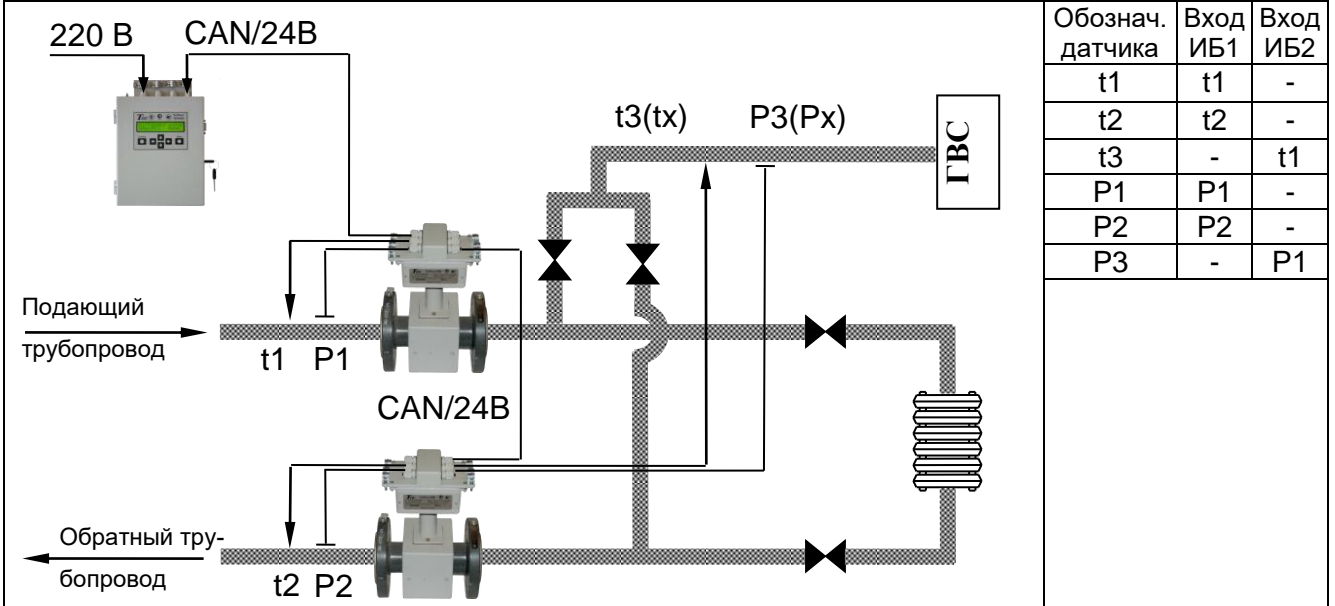 220 В CAN/24В
t3(tx) P3(Px)
ГВС
Подающий
трубопровод
t1 P1
CAN/24В
Обратный тру-
бопровод
t2 P2
Обознач. Вход Вход
датчика ИБ1 ИБ2
t1 t1 -
t2 t2 -
t3 - t1
P1 P1 -
P2 P2 -
P3 - P1